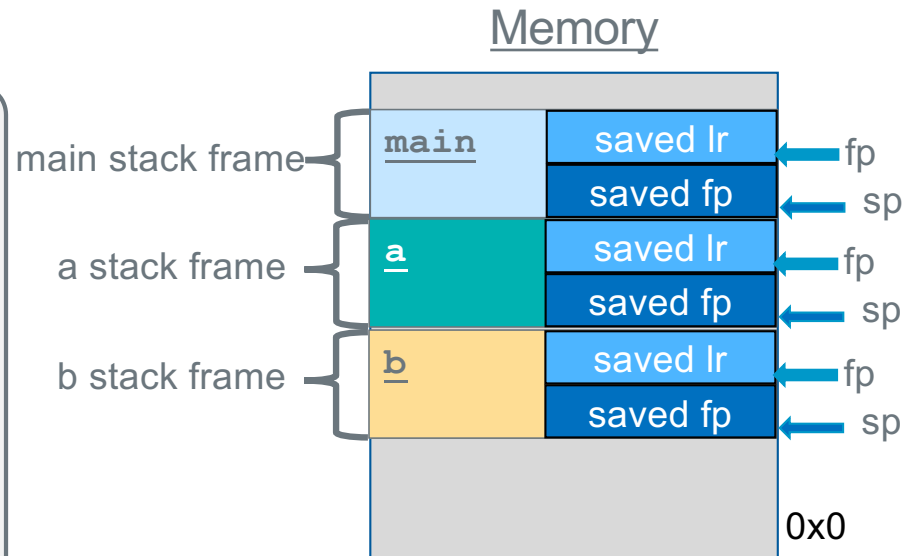 Memory
main stack frame
main
saved lr
fp
saved fp
sp
a stack frame
a
saved lr
fp
saved fp
sp
b stack frame
b
saved lr
fp
saved fp
sp
0x0